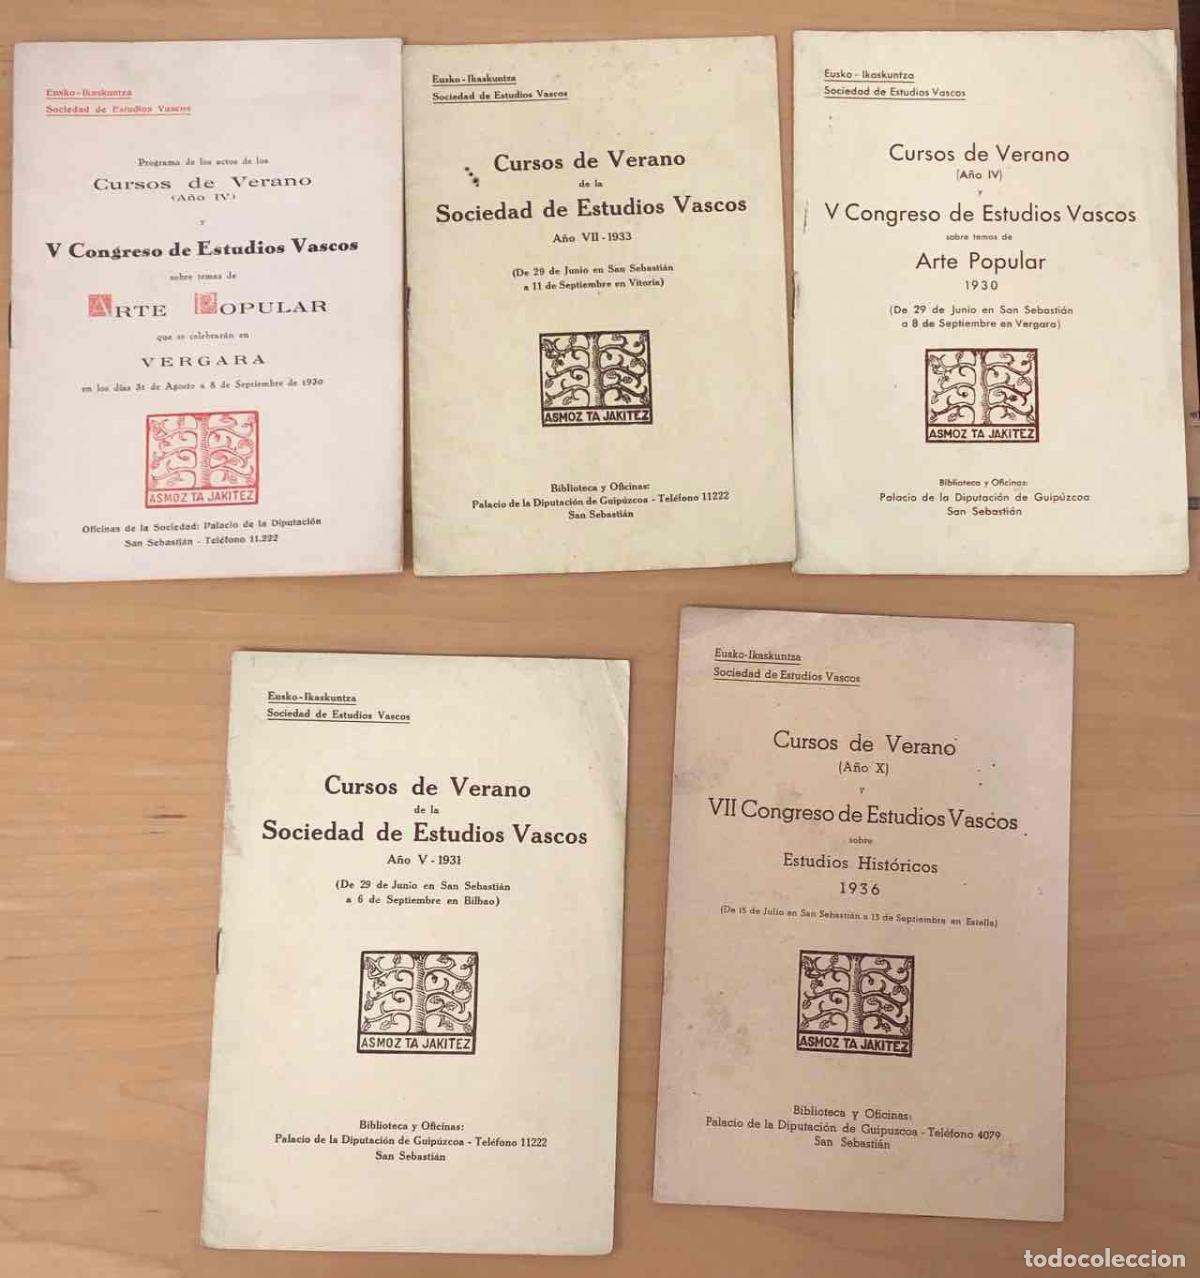 Eusko-Ikaskuntza
Sociedad de Estudios Vascos
Programa de los actos de los
Cursos de Verano
(Año IV)
y
V Congreso de Estudios Vascos
sobre temas de
ARTE POPULAR
que se celebrarán en
VERGARA
en los días 31 de Agosto a 8 de Septiembre de 1930
ASMOZ TA JAKITEZ
Oficinas de la Sociedad: Palacio de la Diputación
San Sebastián - Teléfono 11.222
Eusko-Ikaskuntza
Sociedad de Estudios Vascos
Cursos de Verano
de la
Sociedad de Estudios Vascos
Año VII - 1933
(De 29 de Junio en San Sebastián
a 11 de Septiembre en Vitoria)
ASMOZ TA JAKITEZ
Biblioteca y Oficinas:
Palacio de la Diputación de Guipúzcoa - Teléfono 11222
San Sebastián
Eusko-Ikaskuntza
Sociedad de Estudios Vascos
Cursos de Verano
(Año IV)
y
V Congreso de Estudios Vascos
sobre temas de
Arte Popular
1930
(De 29 de Junio en San Sebastián
a 8 de Septiembre en Vergara)
ASMOZ TA JAKITEZ
Biblioteca y Oficinas:
Palacio de la Diputación de Guipúzcoa
San Sebastián
Eusko-Ikaskuntza
Sociedad de Estudios Vascos
Cursos de Verano
de la
Sociedad de Estudios Vascos
Año V - 1931
(De 29 de Junio en San Sebastián
a 6 de Septiembre en Bilbao)
ASMOZ TA JAKITEZ
Biblioteca y Oficinas:
Palacio de la Diputación de Guipúzcoa - Teléfono 11222
San Sebastián
Eusko-Ikaskuntza
Sociedad de Estudios Vascos
Cursos de Verano
(Año X)
y
VII Congreso de Estudios Vascos
sobre
Estudios Históricos
1936
(De 15 de Julio en San Sebastián a 15 de Septiembre en Estella)
ASMOZ TA JAKITEZ
Biblioteca y Oficinas:
Palacio de la Diputación de Guipuzcoa - Teléfono 4079
San Sebastián
todocoleccion